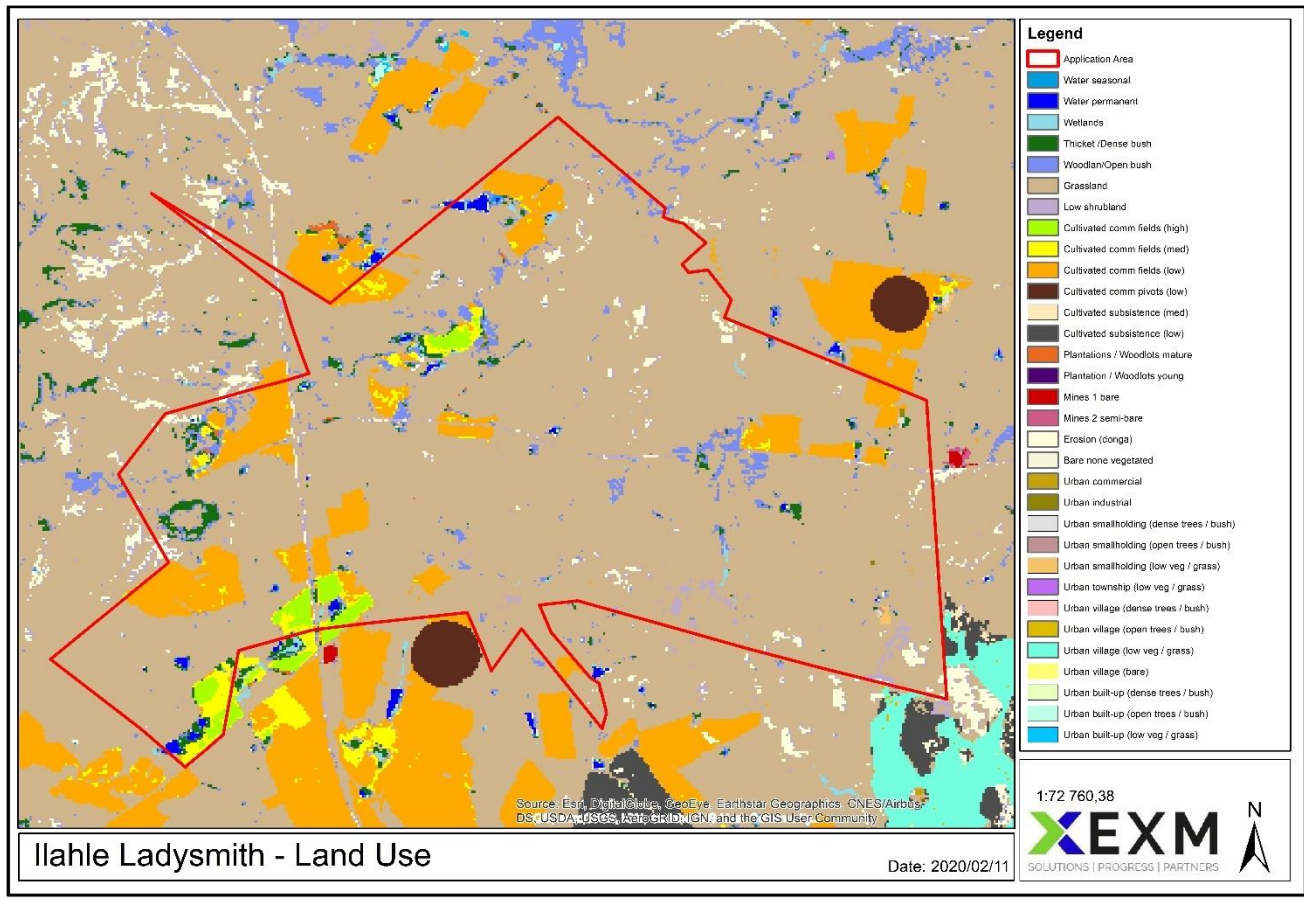 Legend
Application Area
Water seasonal
Water permanent
Wetlands
Thicket /Dense bush
Woodlan/Open bush
Grassland
Low shrubland
Cultivated comm fields (high)
Cultivated comm fields (med)
Cultivated comm fields (low)
Cultivated comm pivots (low)
Cultivated subsistence (med)
Cultivated subsistence (low)
Plantations / Woodlots mature
Plantation / Woodlots young
Mines 1 bare
Mines 2 semi-bare
Erosion (donga)
Bare none vegetated
Urban commercial
Urban industrial
Urban smallholding (dense trees / bush)
Urban smallholding (open trees / bush)
Urban smallholding (low veg / grass)
Urban township (low veg / grass)
Urban village (dense trees / bush)
Urban village (open trees / bush)
Urban village (low veg / grass)
Urban village (bare)
Urban built-up (dense trees / bush)
Urban built-up (open trees / bush)
Urban built-up (low veg / grass)
Source: Esri, DigitalGlobe, GeoEye, Earthstar Geographics, CNES/Airbus
DS, USDA, USGS, AeroGRID, IGN, and the GIS User Community
1:72 760,38
N
EXM
SOLUTIONS | PROGRESS | PARTNERS
Ilahle Ladysmith - Land Use
Date: 2020/02/11